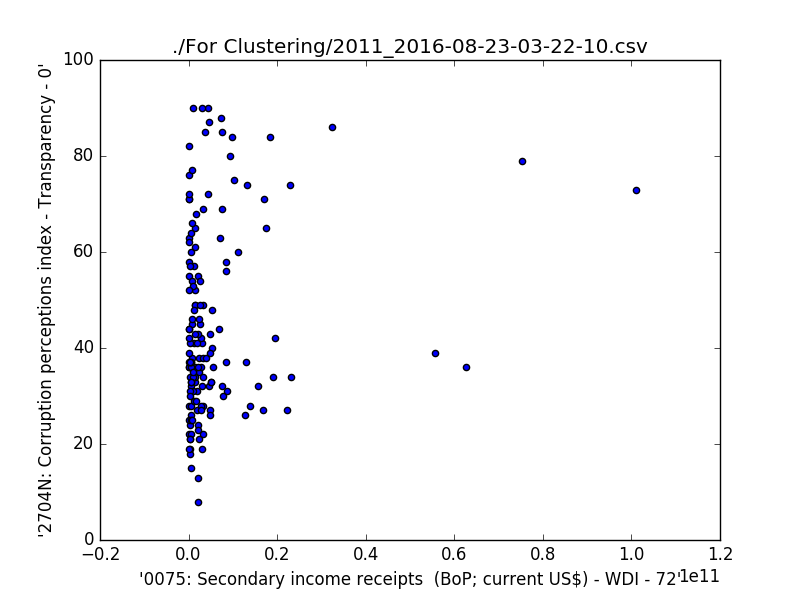 ./For Clustering/2011_2016-08-23-03-22-10.csv
100
80
60
40
20
0
'2704N: Corruption perceptions index - Transparency - 0'
−0.2 0.0 0.2 0.4 0.6 0.8 1.0 1.2
1e11
'0075: Secondary income receipts (BoP; current US$) - WDI - 72'